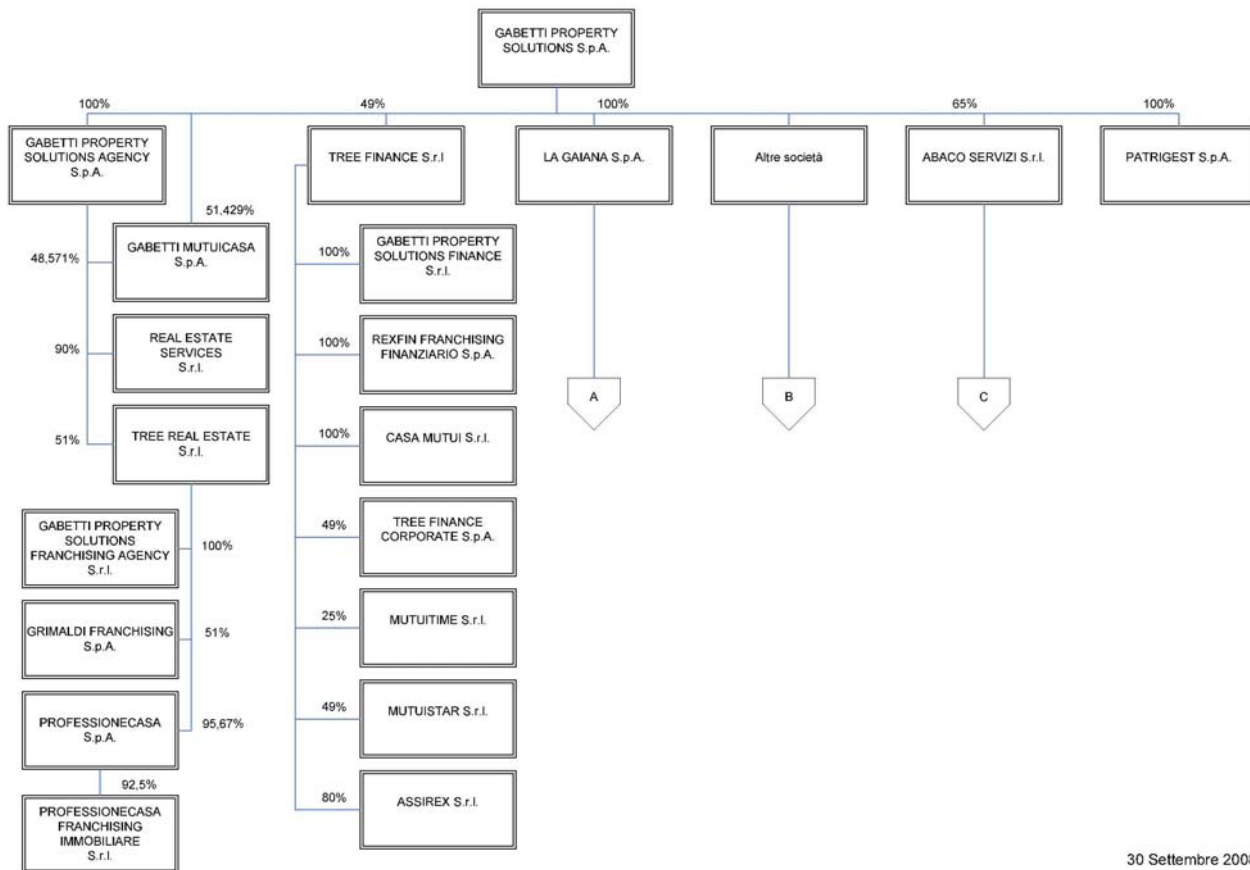 GABETTI PROPERTY
SOLUTIONS S.p.A.
100%
49%
100%
65%
100%
GABETTI PROPERTY
SOLUTIONS AGENCY
S.p.A.
TREE FINANCE S.r.l
LA GAIANA S.p.A.
Altre società
ABACO SERVIZI S.r.l.
PATRIGEST S.p.A.
51,429%
48,571%
GABETTI MUTUICASA
S.p.A.
90%
REAL ESTATE
SERVICES
S.r.l.
51%
TREE REAL ESTATE
S.r.l.
GABETTI PROPERTY
SOLUTIONS
FRANCHISING AGENCY
S.r.l.
100%
GRIMALDI FRANCHISING
S.p.A.
51%
PROFESSIONECASA
S.p.A.
95,67%
92,5%
PROFESSIONECASA
FRANCHISING
IMMOBILIARE
S.r.l.
100%
GABETTI PROPERTY
SOLUTIONS FINANCE
S.r.l.
100%
REXFIN FRANCHISING
FINANZIARIO S.p.A.
100%
CASA MUTUI S.r.l.
49%
TREE FINANCE
CORPORATE S.p.A.
25%
MUTUITIME S.r.l.
49%
MUTUISTAR S.r.l.
80%
ASSIREX S.r.l.
A
B
C
30 Settembre 2008